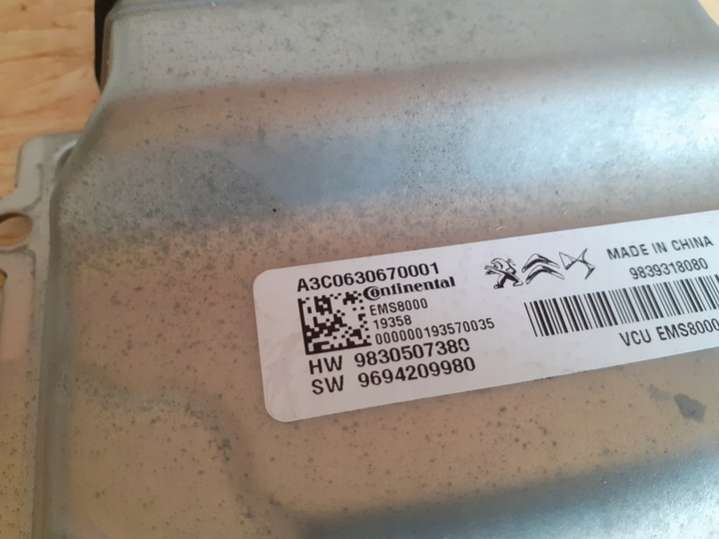 A3C0630670001
Continental
EMS8000
19358
000000193570035
HW 9830507380
SW 9694209980
MADE IN CHINA
9839318080
VCU EMS8000